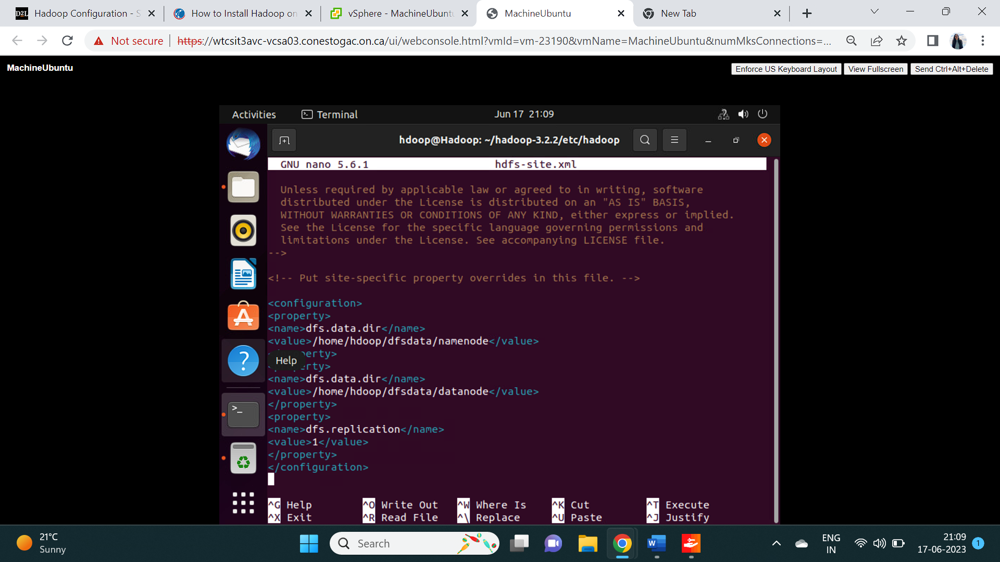 Hadoop Configuration - S
How to Install Hadoop on
vSphere - MachineUbuntu
MachineUbuntu
New Tab
Not secure
https://wtcsit3avc-vcsa03.conestogac.on.ca/ui/webconsole.html?vmId=vm-23190&vmName=MachineUbuntu&numMksConnections=...
MachineUbuntu
Enforce US Keyboard Layout
View Fullscreen
Send Ctrl+Alt+Delete
Activities
Terminal
Jun 17 21:09
hdoop@Hadoop: ~/hadoop-3.2.2/etc/hadoop
GNU nano 5.6.1 hdfs-site.xml
Unless required by applicable law or agreed to in writing, software
distributed under the License is distributed on an "AS IS" BASIS,
WITHOUT WARRANTIES OR CONDITIONS OF ANY KIND, either express or implied.
See the License for the specific language governing permissions and
limitations under the License. See accompanying LICENSE file.
-->
<!-- Put site-specific property overrides in this file. -->
<configuration>
<property>
<name>dfs.data.dir</name>
<value>/home/hdoop/dfsdata/namenode</value>
erty>
Help
erty>
<name>dfs.data.dir</name>
<value>/home/hdoop/dfsdata/datanode</value>
</property>
<property>
<name>dfs.replication</name>
<value>1</value>
</property>
</configuration>
^G Help ^O Write Out ^W Where Is ^K Cut ^T Execute
^X Exit ^R Read File ^\ Replace ^U Paste ^J Justify
21°C
Sunny
Search
ENG
IN
21:09
17-06-2023
1